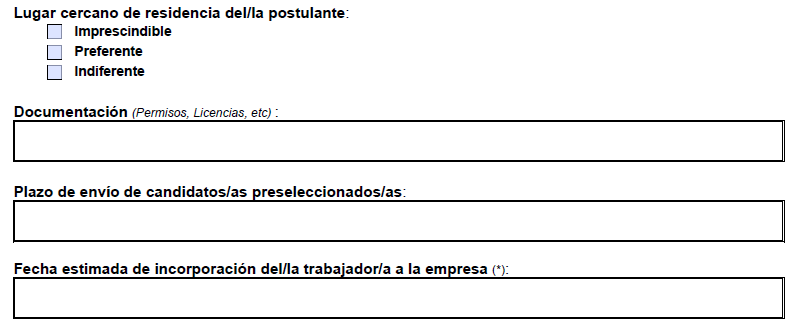 Lugar cercano de residencia del/la postulante:
Imprescindible
Preferente
Indiferente
Documentación (Permisos, Licencias, etc) :
Plazo de envío de candidatos/as preseleccionados/as:
Fecha estimada de incorporación del/la trabajador/a a la empresa (*):